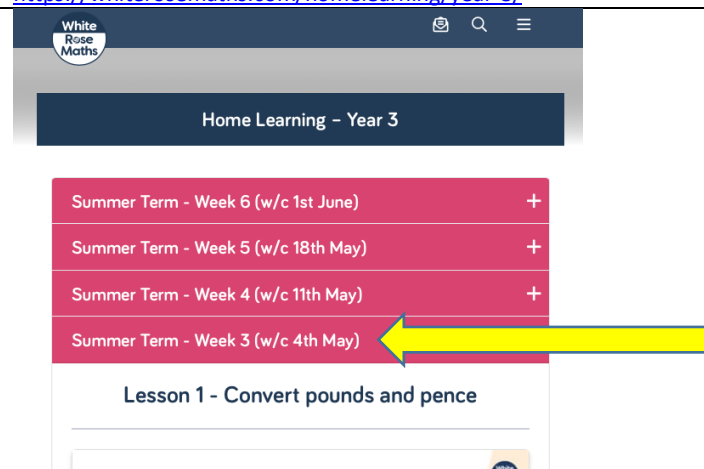 White
Rose
Maths
Home Learning – Year 3
Summer Term - Week 6 (w/c 1st June)
Summer Term - Week 5 (w/c 18th May)
Summer Term - Week 4 (w/c 11th May)
Summer Term - Week 3 (w/c 4th May)
Lesson 1 - Convert pounds and pence